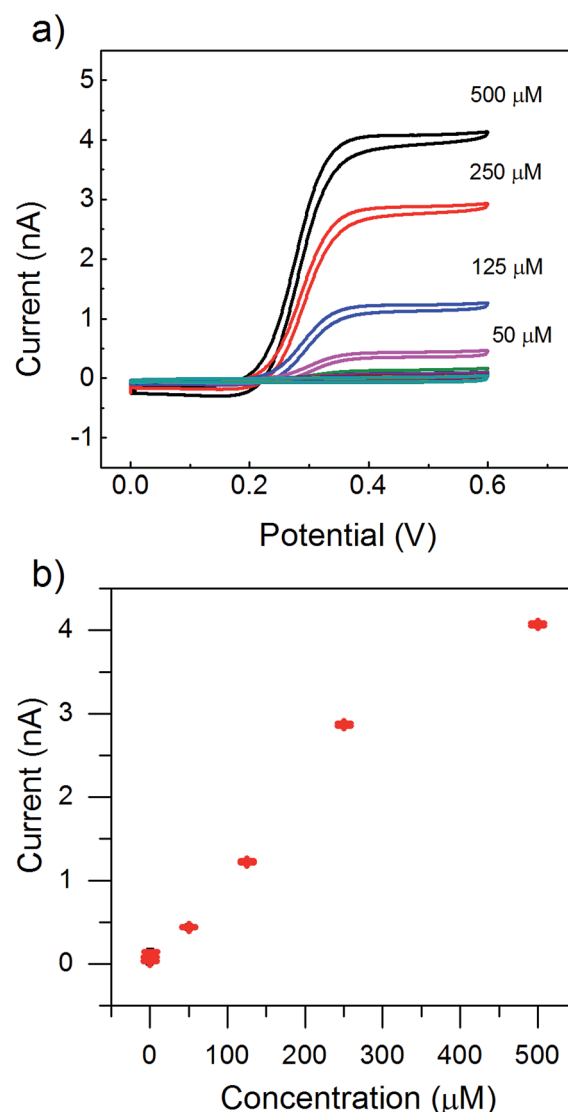 a)
5
4
3
2
1
0
-1
500 μM
250 μM
125 μM
50 μM
Current (nA)
0.0 0.2 0.4 0.6
Potential (V)
b)
4
3
2
1
0
Current (nA)
0 100 200 300 400 500
Concentration (μM)